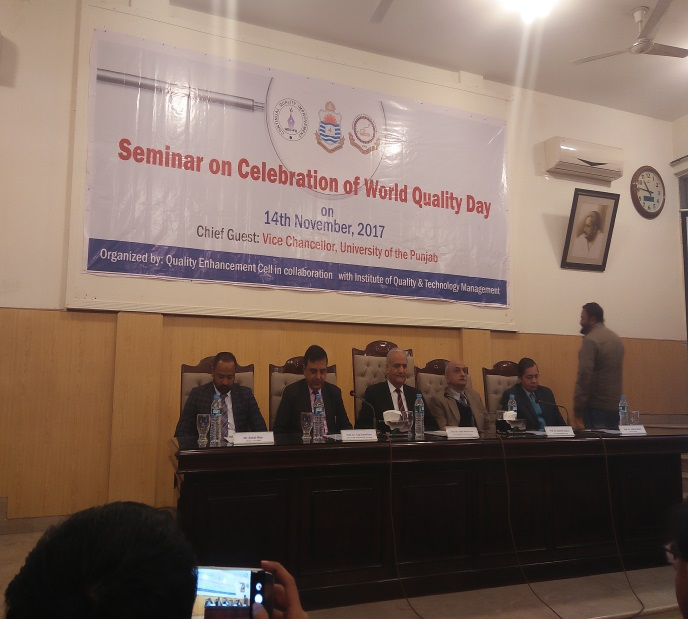 Seminar on Celebration of World Quality Day
on
14th November, 2017
Chief Guest: Vice Chancellor, University of the Punjab
Organized by: Quality Enhancement Cell in collaboration with Institute of Quality & Technology Management